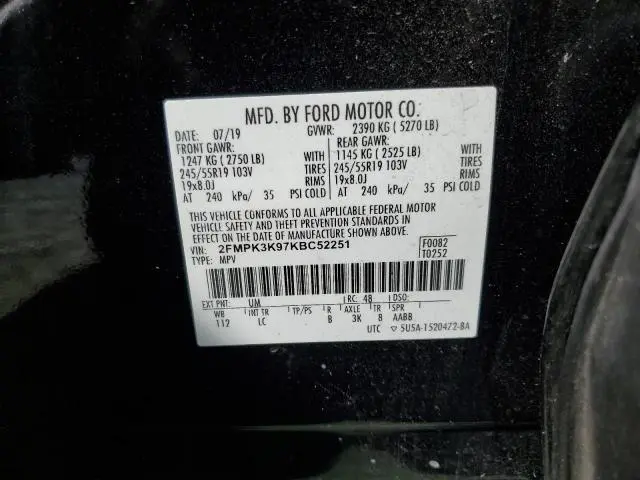 MFD. BY FORD MOTOR CO.
DATE: 07/19 GVWR: 2390 KG ( 5270 LB)
FRONT GAWR: REAR GAWR:
1247 KG ( 2750 LB) WITH 1145 KG ( 2525 LB) WITH
245/55R19 103V TIRES 245/55R19 103V TIRES
19x8.0J RIMS 19x8.0J RIMS
AT 240 kPa/ 35 PSI COLD AT 240 kPa/ 35 PSI COLD
THIS VEHICLE CONFORMS TO ALL APPLICABLE FEDERAL MOTOR
VEHICLE SAFETY AND THEFT PREVENTION STANDARDS IN
EFFECT ON THE DATE OF MANUFACTURE SHOWN ABOVE.
VIN: 2FMPK3K97KBC52251 F0082
TYPE: MPV T0252
EXT PNT: UM RC: 48 DSO:
WB INT TR TP/PS R AXLE TR SPR
112 LC B 3K 8 AABB
UTC ▽ 5U5A-1520472-BA